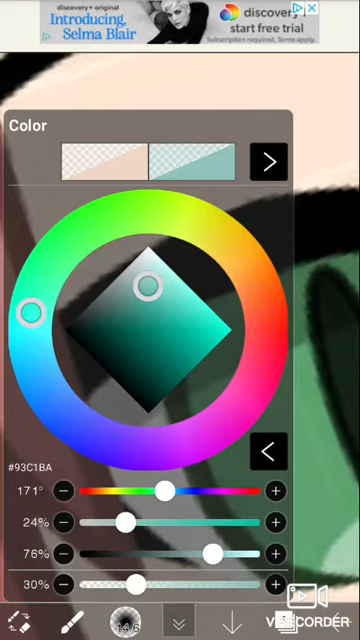 discovery+ original
Introducing,
Selma Blair
discovery+
start free trial
Subscription required. Terms apply.
Color
#93C1BA
171°
24%
76%
30%
14.6
VIDECORDER